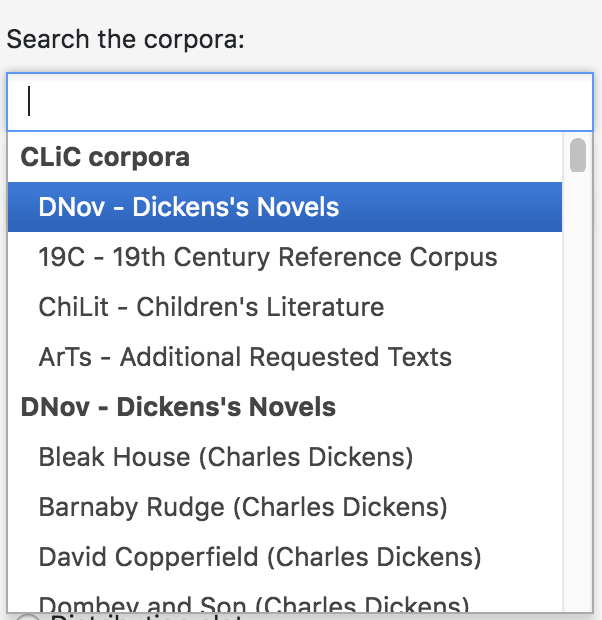 Search the corpora:
CLiC corpora
DNov - Dickens's Novels
19C - 19th Century Reference Corpus
ChiLit - Children's Literature
ArTs - Additional Requested Texts
DNov - Dickens's Novels
Bleak House (Charles Dickens)
Barnaby Rudge (Charles Dickens)
David Copperfield (Charles Dickens)
Dombey and Son (Charles Dickens)